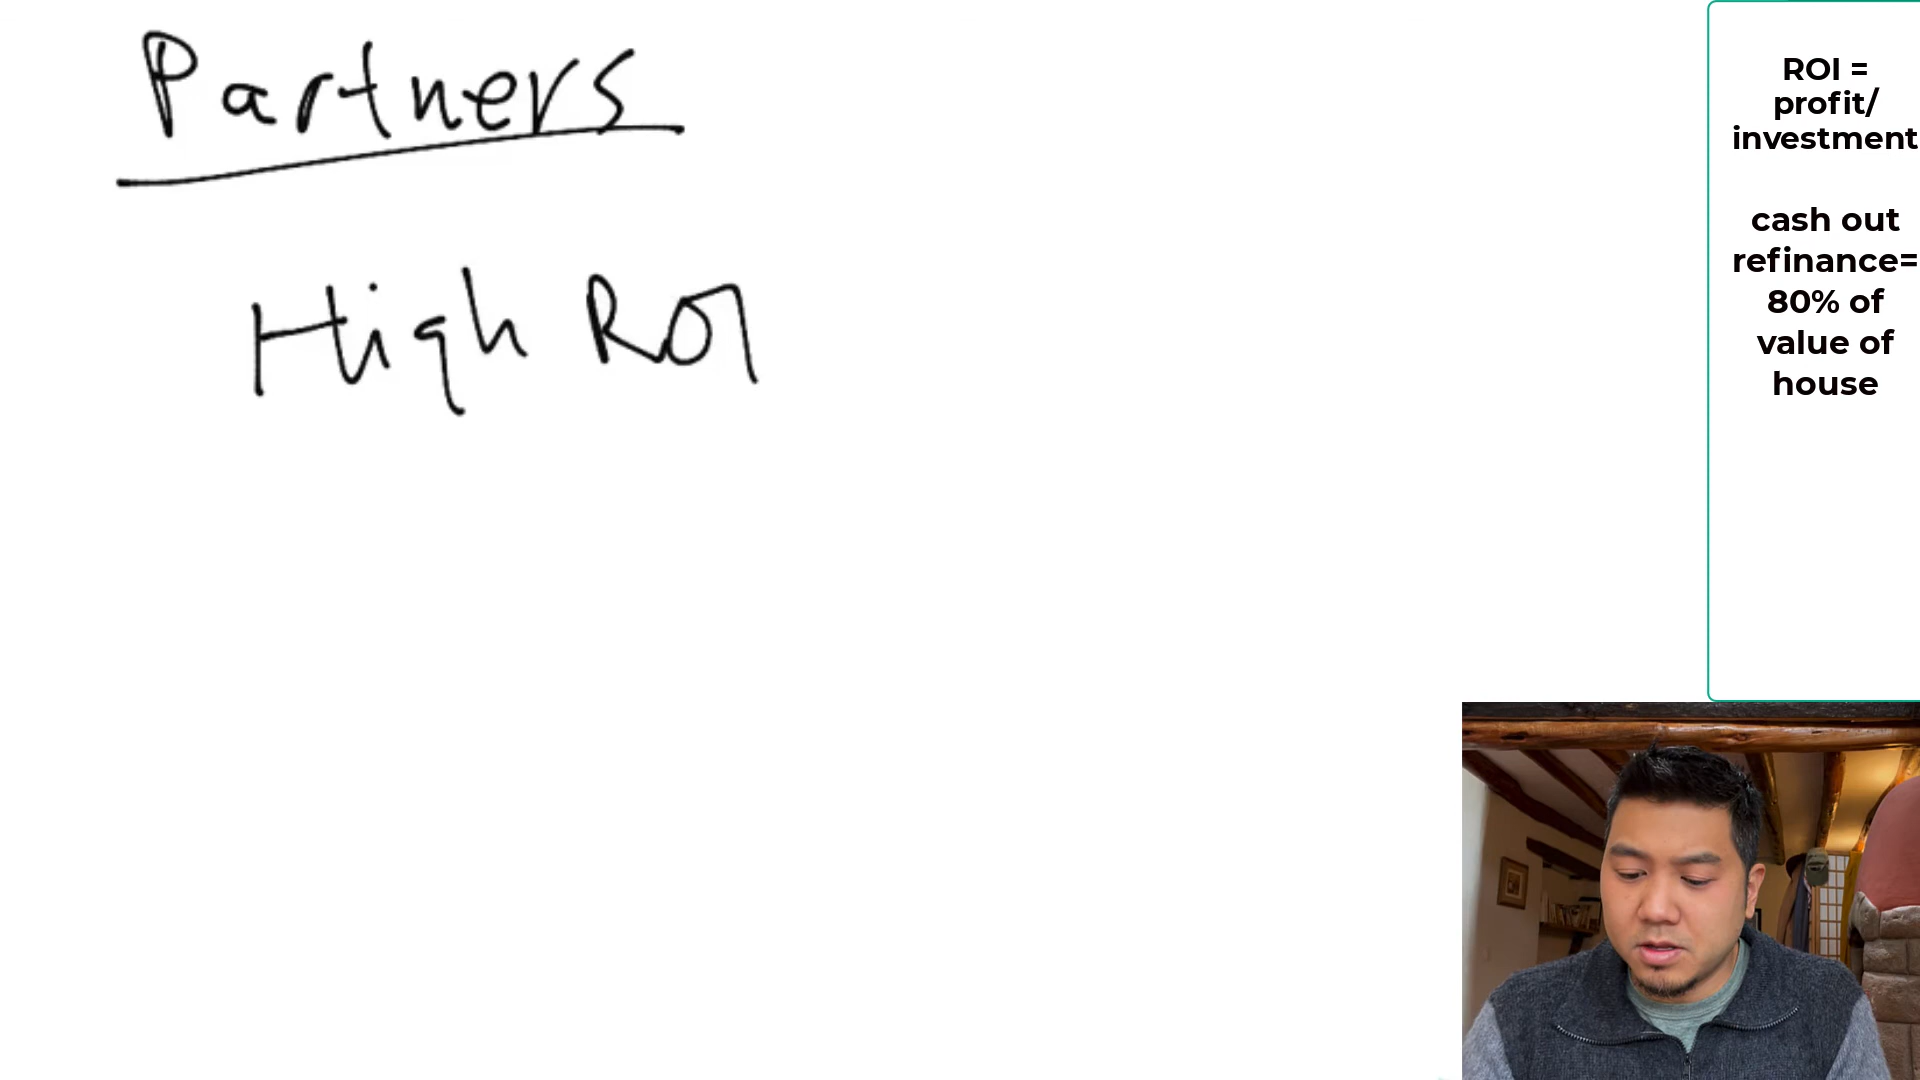 Partners
High ROI
ROI =
profit/
investment
cash out
refinance=
80% of
value of
house